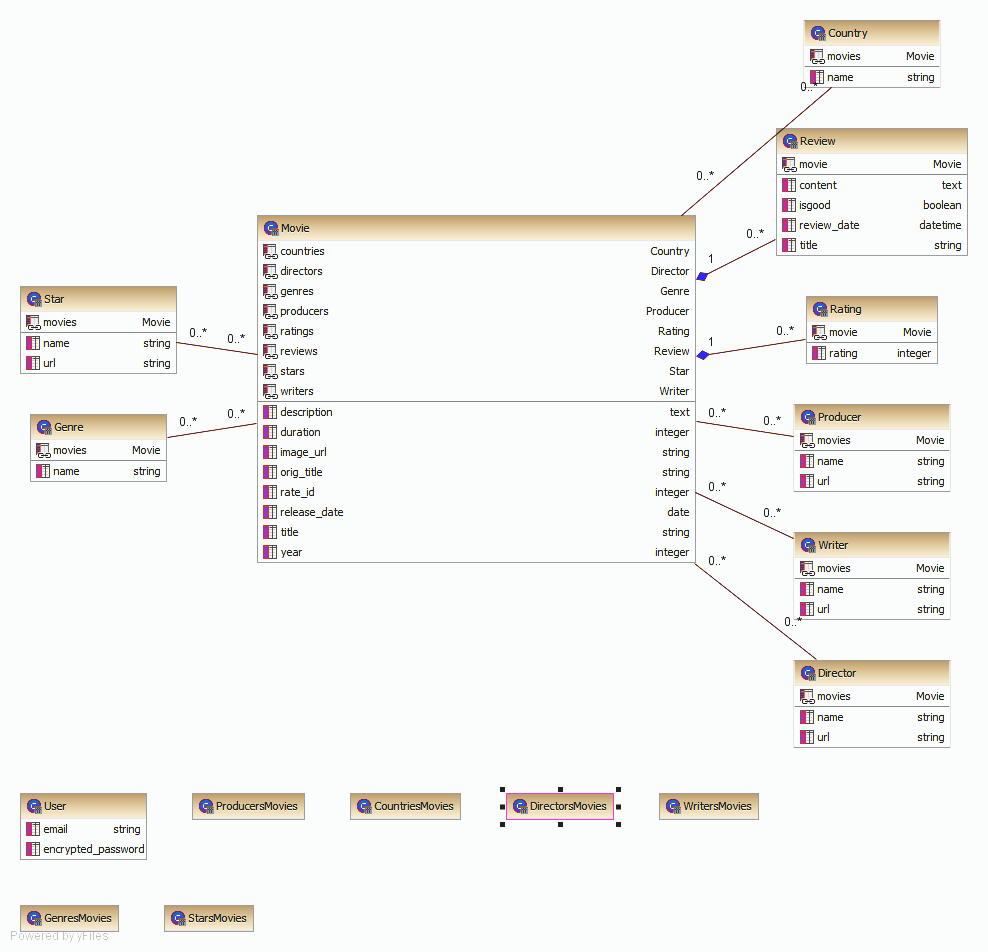 Country
movies Movie
name string
0..*
0..*
Review
movie Movie
content text
isgood boolean
review_date datetime
title string
0..*
1
Movie
countries Country
directors Director
genres Genre
producers Producer
ratings Rating
reviews Review
stars Star
writers Writer
description text
duration integer
image_url string
orig_title string
rate_id integer
release_date date
title string
year integer
Star
movies Movie
name string
url string
0..*
0..*
Genre
movies Movie
name string
0..*
0..*
Rating
movie Movie
rating integer
0..*
1
Producer
movies Movie
name string
url string
0..*
0..*
Writer
movies Movie
name string
url string
0..*
0..*
Director
movies Movie
name string
url string
0..*
0..*
User
email string
encrypted_password
ProducersMovies
CountriesMovies
DirectorsMovies
WritersMovies
GenresMovies
StarsMovies
Powered by yFiles